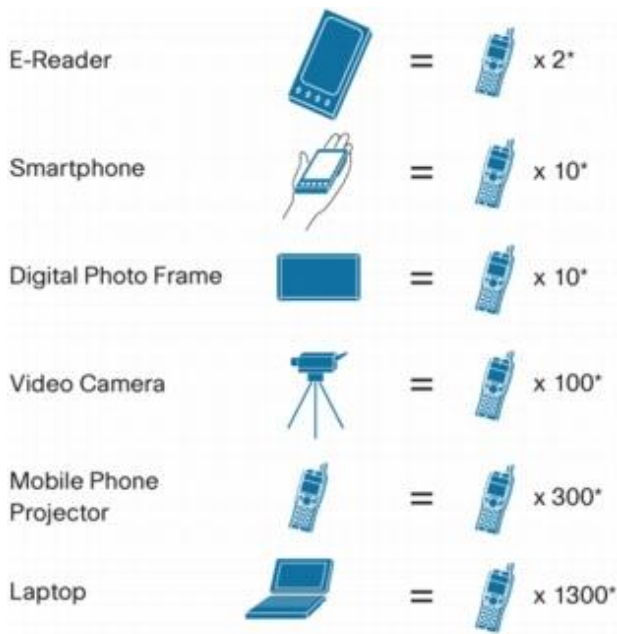 E-Reader = x 2*
Smartphone = x 10*
Digital Photo Frame = x 10*
Video Camera = x 100*
Mobile Phone
Projector = x 300*
Laptop = x 1300*